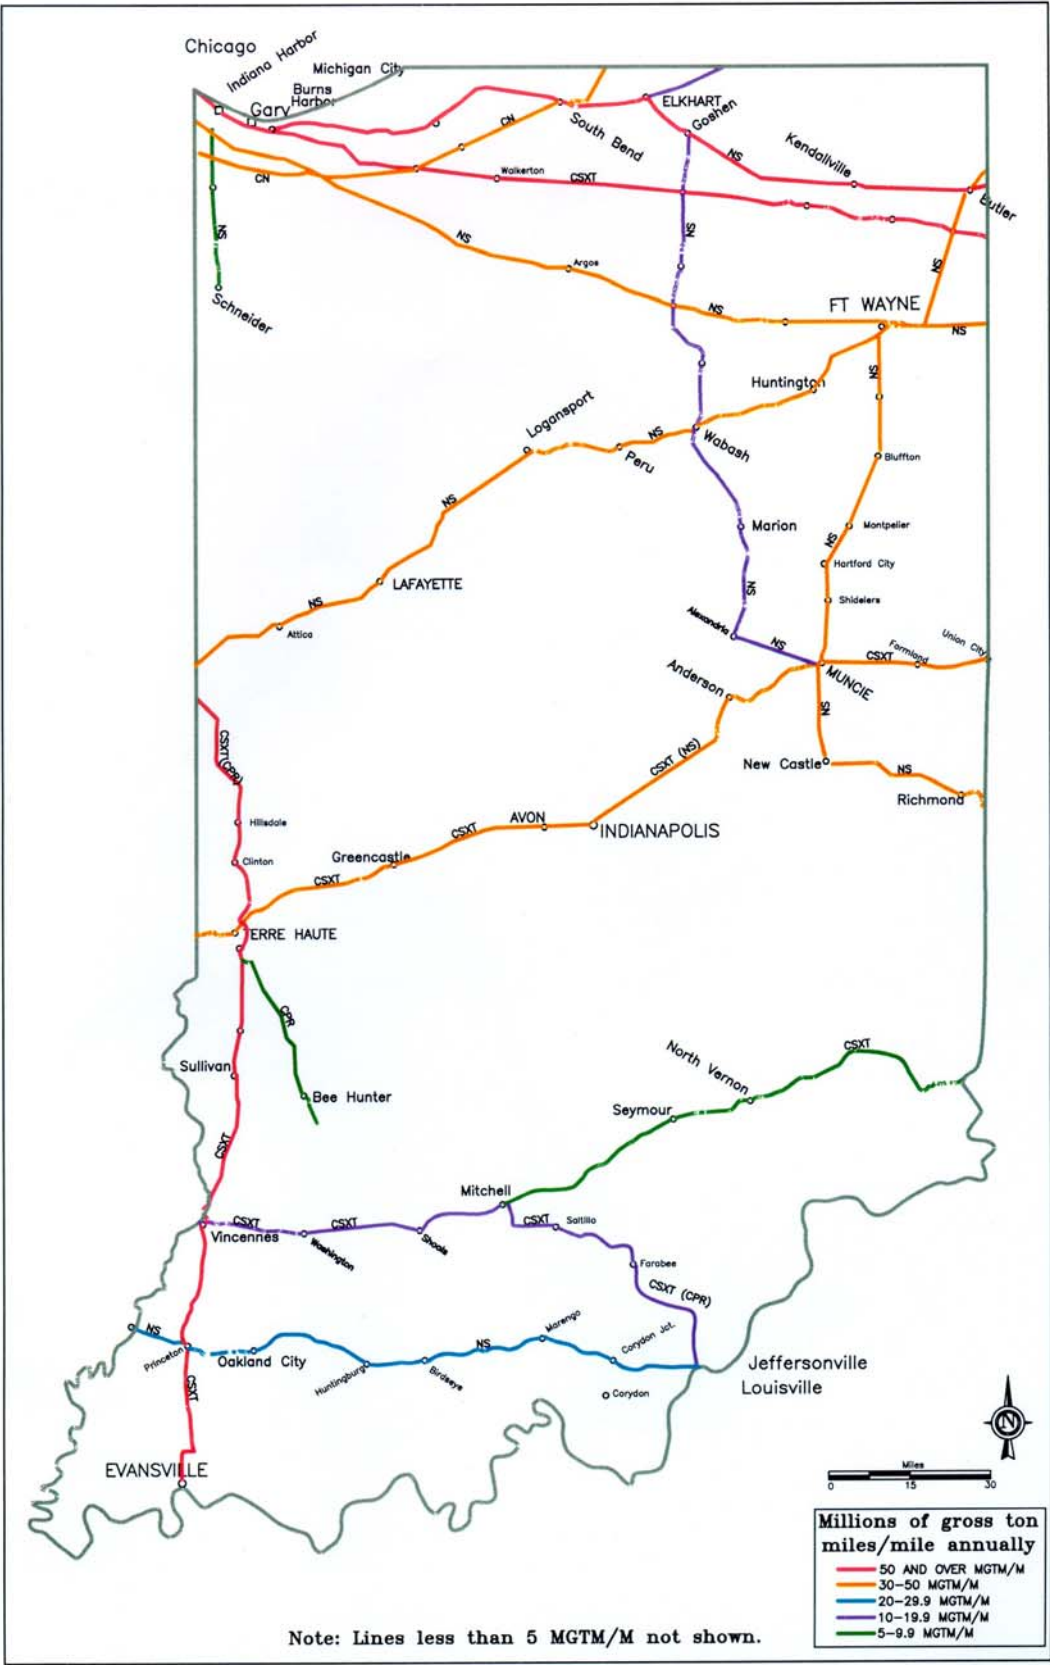 Chicago
Indiana Harbor
Michigan City
Burns
Harbor
Gary
ELKHART
Goshen
CN
South Bend
NS
Kendallville
Walkerton
CSXT
CN
Butler
NS
NS
NS
NS
Argos
Schneider
NS
FT WAYNE
NS
NS
Huntington
Logansport
NS
Wabash
Peru
Bluffton
NS
Marion
Montpelier
NS
Hartford City
LAFAYETTE
NS
Shidelers
NS
Attica
Alexandria
NS
CSXT
Farmland
Union City
MUNCIE
Anderson
NS
CSXT (NS)
CSXT(CPR)
New Castle
NS
Richmond
Hillsdale
AVON
INDIANAPOLIS
CSXT
Greencastle
Clinton
CSXT
TERRE HAUTE
CPR
CSXT
North Vernon
Sullivan
Bee Hunter
Seymour
CSXT
Mitchell
CSXT
CSXT
CSXT
Saltillo
Vincennes
Washington
Shoals
Farabee
CSXT (CPR)
NS
Marengo
Corydon Jct.
NS
Princeton
Oakland City
Huntingburg
Birdseye
Jeffersonville
Louisville
CSXT
Corydon
N
EVANSVILLE
Miles
0 15 30
Millions of gross ton
miles/mile annually
50 AND OVER MGTM/M
30-50 MGTM/M
20-29.9 MGTM/M
10-19.9 MGTM/M
5-9.9 MGTM/M
Note: Lines less than 5 MGTM/M not shown.